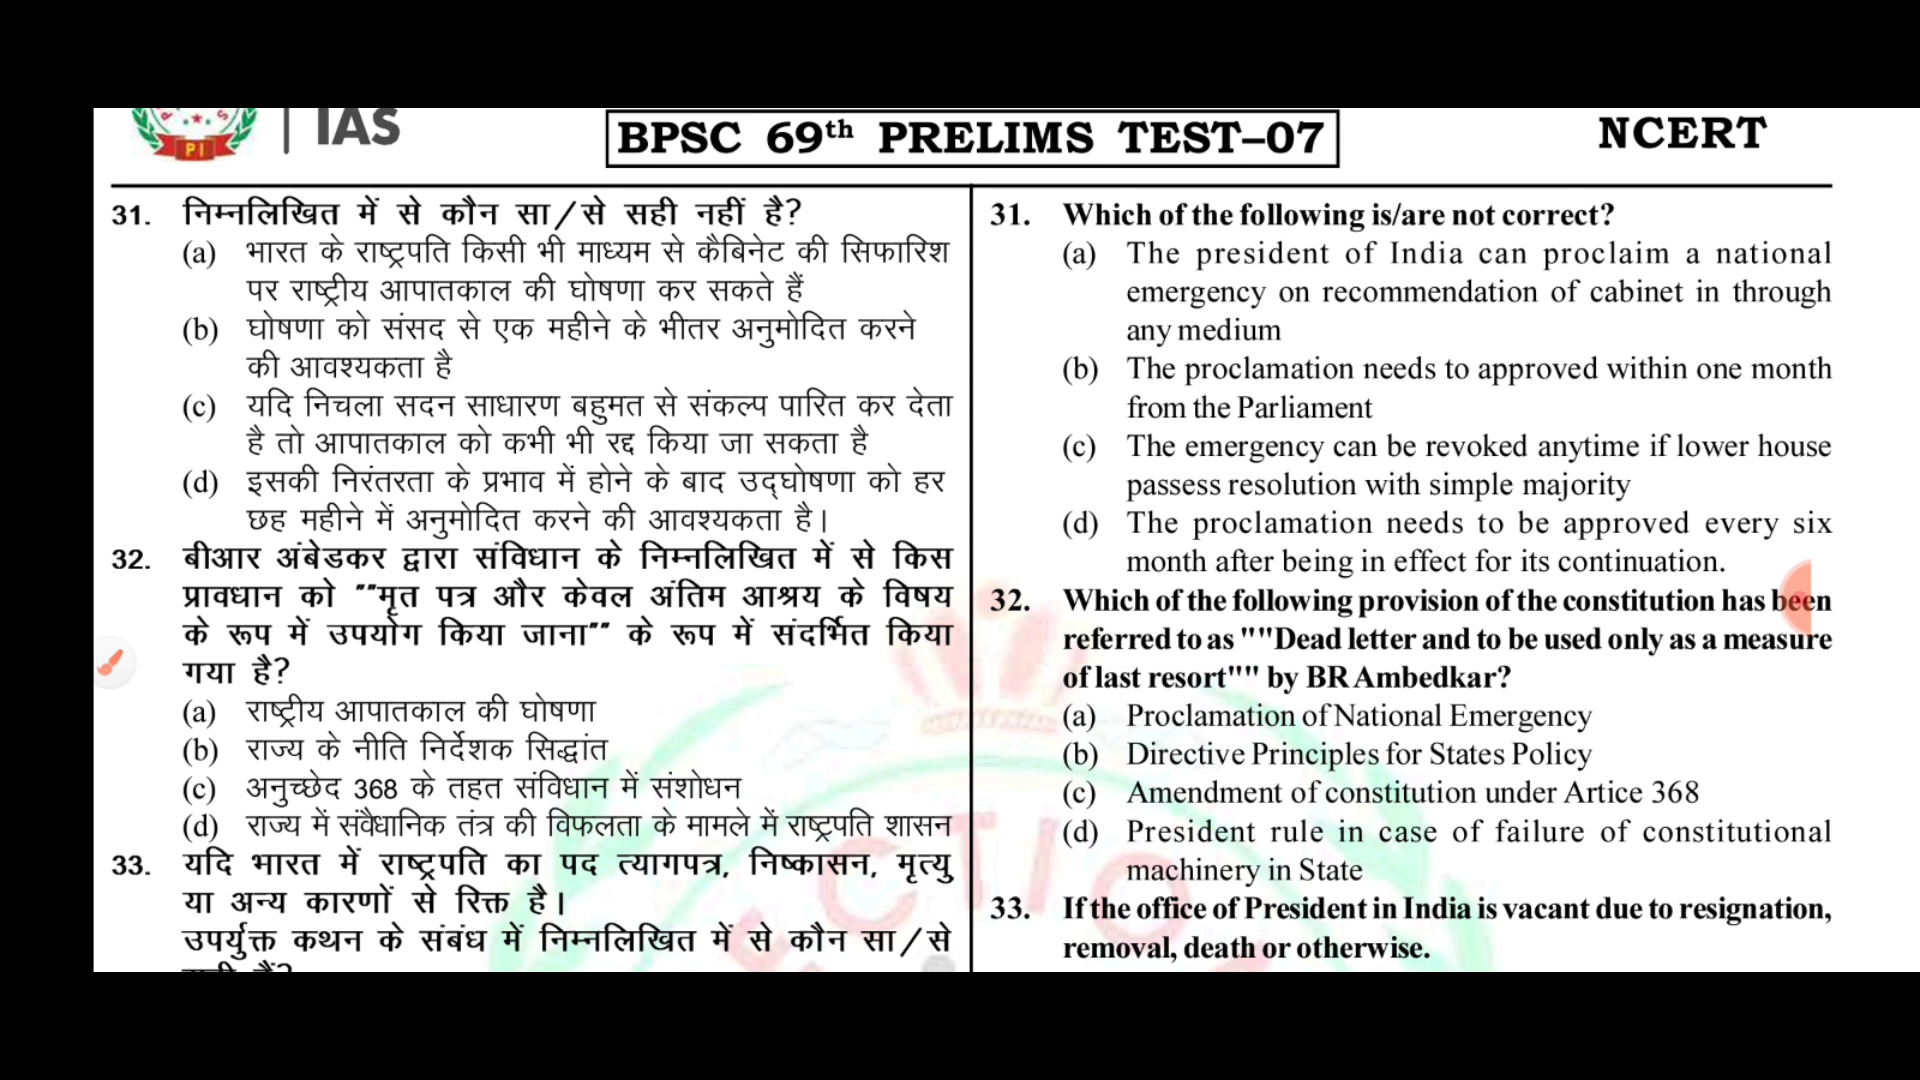 IAS
PI
BPSC 69th PRELIMS TEST–07
NCERT
31. निम्नलिखित में से कौन सा/से सही नहीं है?
(a) भारत के राष्ट्रपति किसी भी माध्यम से कैबिनेट की सिफारिश
पर राष्ट्रीय आपातकाल की घोषणा कर सकते हैं
(b) घोषणा को संसद से एक महीने के भीतर अनुमोदित करने
की आवश्यकता है
(c) यदि निचला सदन साधारण बहुमत से संकल्प पारित कर देता
है तो आपातकाल को कभी भी रद्द किया जा सकता है
(d) इसकी निरंतरता के प्रभाव में होने के बाद उद्घोषणा को हर
छह महीने में अनुमोदित करने की आवश्यकता है।
32. बीआर अंबेडकर द्वारा संविधान के निम्नलिखित में से किस
प्रावधान को ""मृत पत्र और केवल अंतिम आश्रय के विषय
के रूप में उपयोग किया जाना"" के रूप में संदर्भित किया
गया है?
(a) राष्ट्रीय आपातकाल की घोषणा
(b) राज्य के नीति निर्देशक सिद्धांत
(c) अनुच्छेद 368 के तहत संविधान में संशोधन
(d) राज्य में संवैधानिक तंत्र की विफलता के मामले में राष्ट्रपति शासन
33. यदि भारत में राष्ट्रपति का पद त्यागपत्र, निष्कासन, मृत्यु
या अन्य कारणों से रिक्त है।
उपर्युक्त कथन के संबंध में निम्नलिखित में से कौन सा/से
31. Which of the following is/are not correct?
(a) The president of India can proclaim a national
emergency on recommendation of cabinet in through
any medium
(b) The proclamation needs to approved within one month
from the Parliament
(c) The emergency can be revoked anytime if lower house
passess resolution with simple majority
(d) The proclamation needs to be approved every six
month after being in effect for its continuation.
32. Which of the following provision of the constitution has been
referred to as ""Dead letter and to be used only as a measure
of last resort"" by BR Ambedkar?
(a) Proclamation of National Emergency
(b) Directive Principles for States Policy
(c) Amendment of constitution under Artice 368
(d) President rule in case of failure of constitutional
machinery in State
33. If the office of President in India is vacant due to resignation,
removal, death or otherwise.